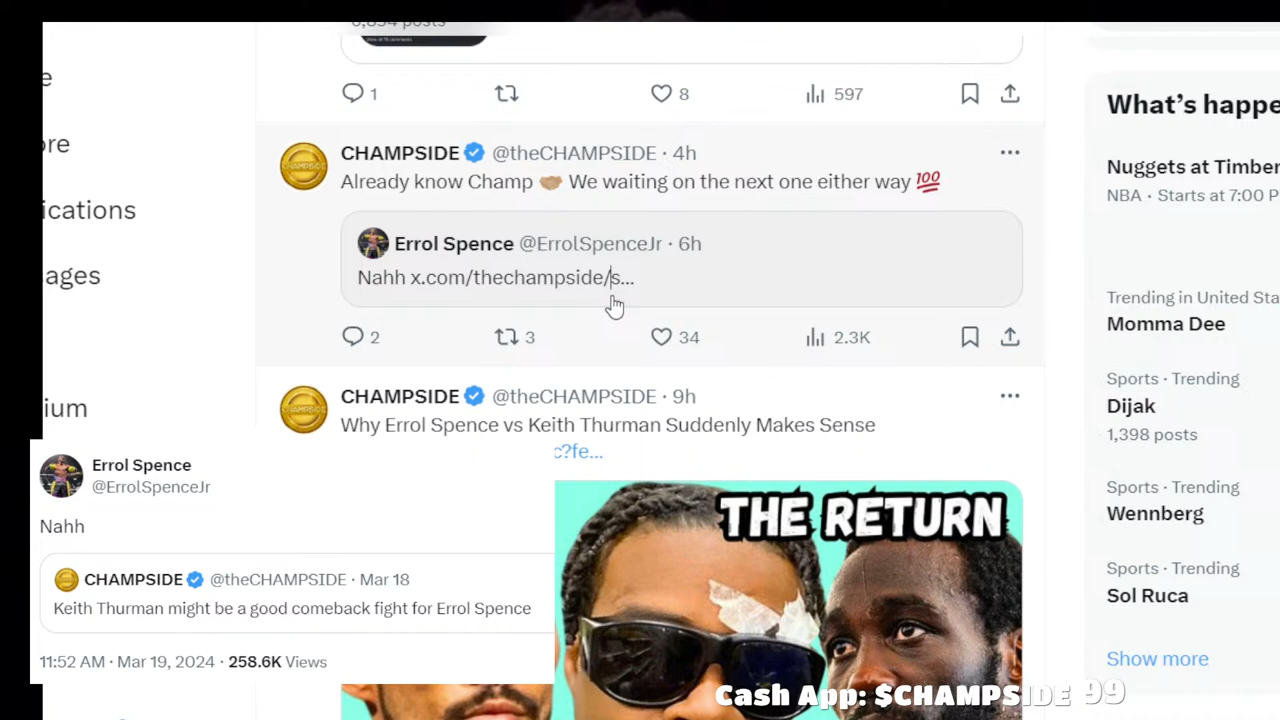 1
8
597
CHAMPSIDE @theCHAMPSIDE · 4h
Already know Champ 🤝🏽 We waiting on the next one either way 💯
Errol Spence @ErrolSpenceJr · 6h
Nahh x.com/thechampside/s...
2
3
34
2.3K
CHAMPSIDE @theCHAMPSIDE · 9h
Why Errol Spence vs Keith Thurman Suddenly Makes Sense
c?fe...
THE RETURN
e
ore
ications
ages
ium
Errol Spence
@ErrolSpenceJr
Nahh
CHAMPSIDE @theCHAMPSIDE · Mar 18
Keith Thurman might be a good comeback fight for Errol Spence
11:52 AM · Mar 19, 2024 · 258.6K Views
What's happe
Nuggets at Timber
NBA · Starts at 7:00 P
Trending in United Sta
Momma Dee
Sports · Trending
Dijak
1,398 posts
Sports · Trending
Wennberg
Sports · Trending
Sol Ruca
Show more
Cash App: $CHAMPSIDE 99